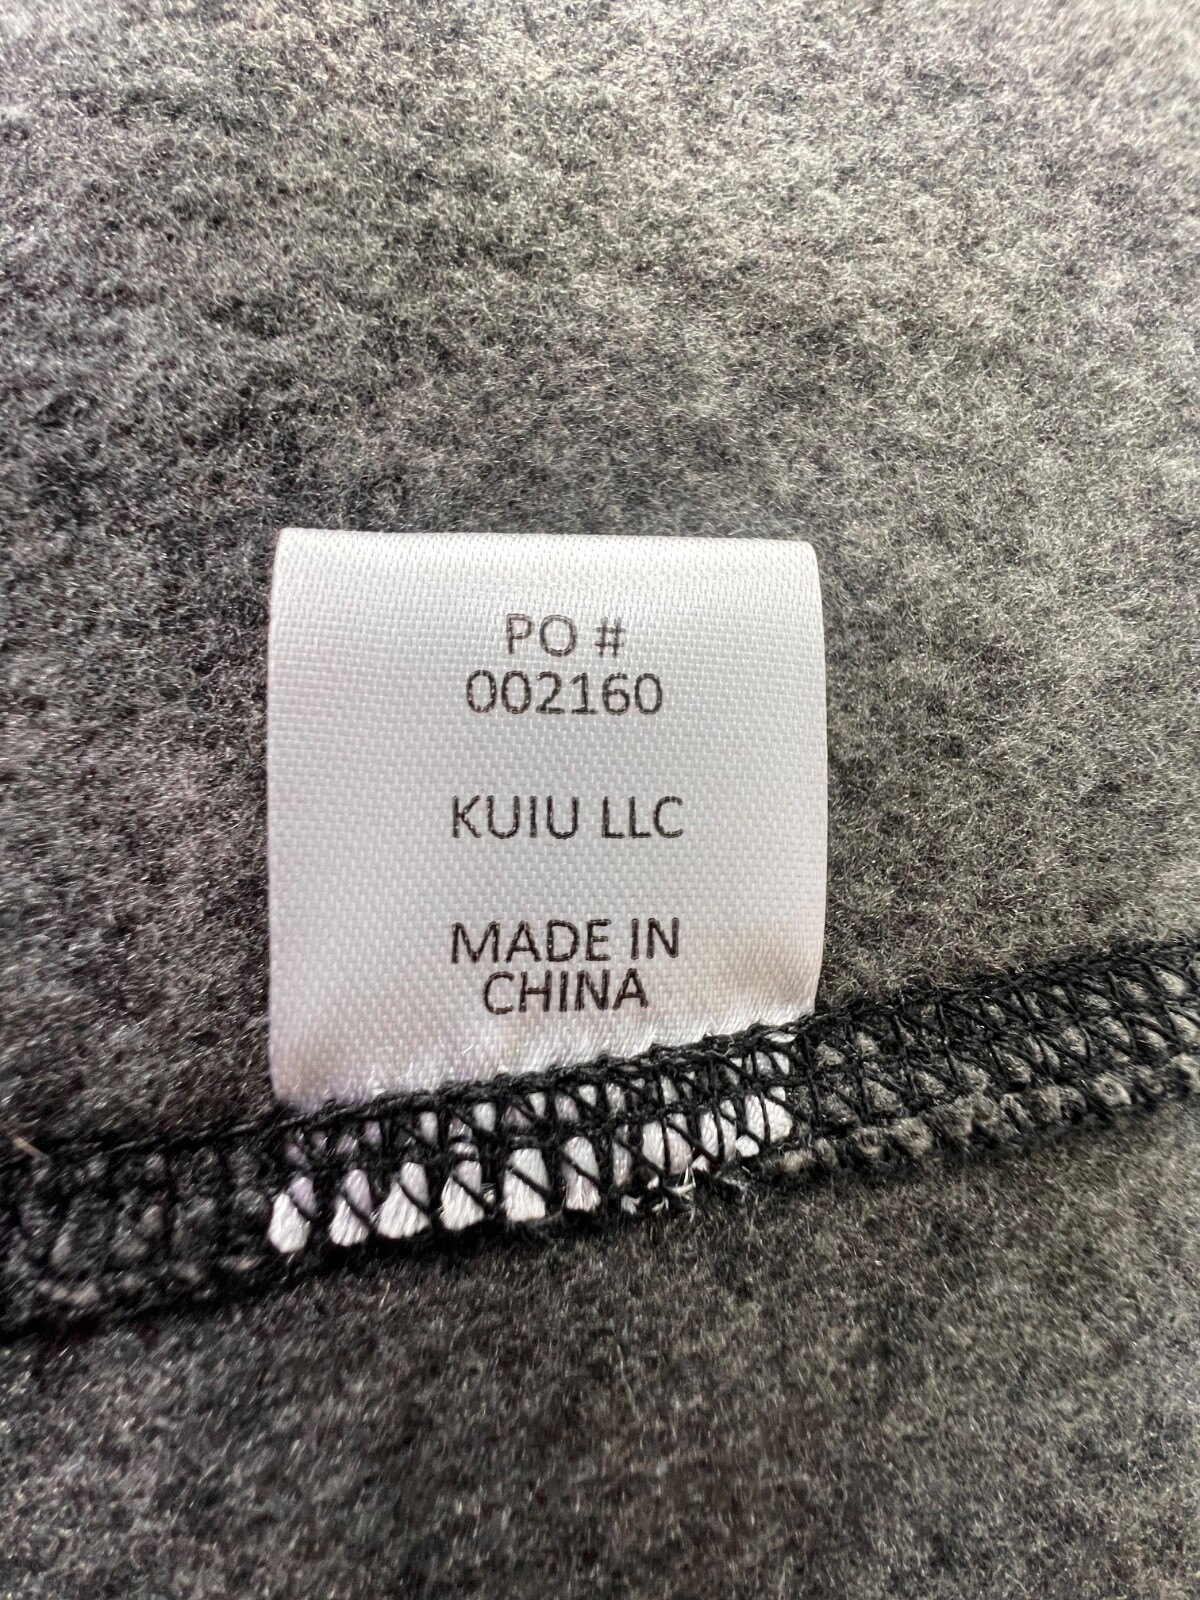 PO #
002160
KUIU LLC
MADE IN
CHINA